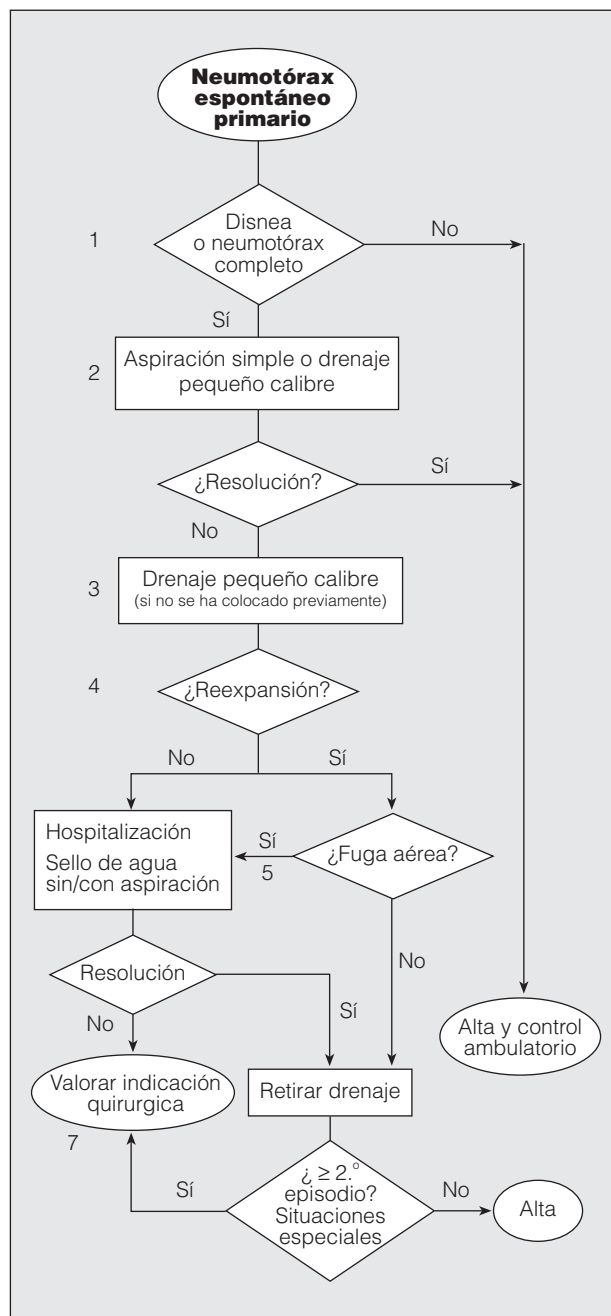 Neumotórax
espontáneo
primario
1
Disnea
o neumotórax
completo
No
Sí
2
Aspiración simple o drenaje
pequeño calibre
¿Resolución?
Sí
No
3
Drenaje pequeño calibre
(si no se ha colocado previamente)
4
¿Reexpansión?
No
Sí
Hospitalización
Sello de agua
sin/con aspiración
Sí
5
¿Fuga aérea?
No
Resolución
Sí
No
Alta y control
ambulatorio
Valorar indicación
quirurgica
7
Retirar drenaje
Sí
¿ ≥ 2.º
episodio?
Situaciones
especiales
No
Alta